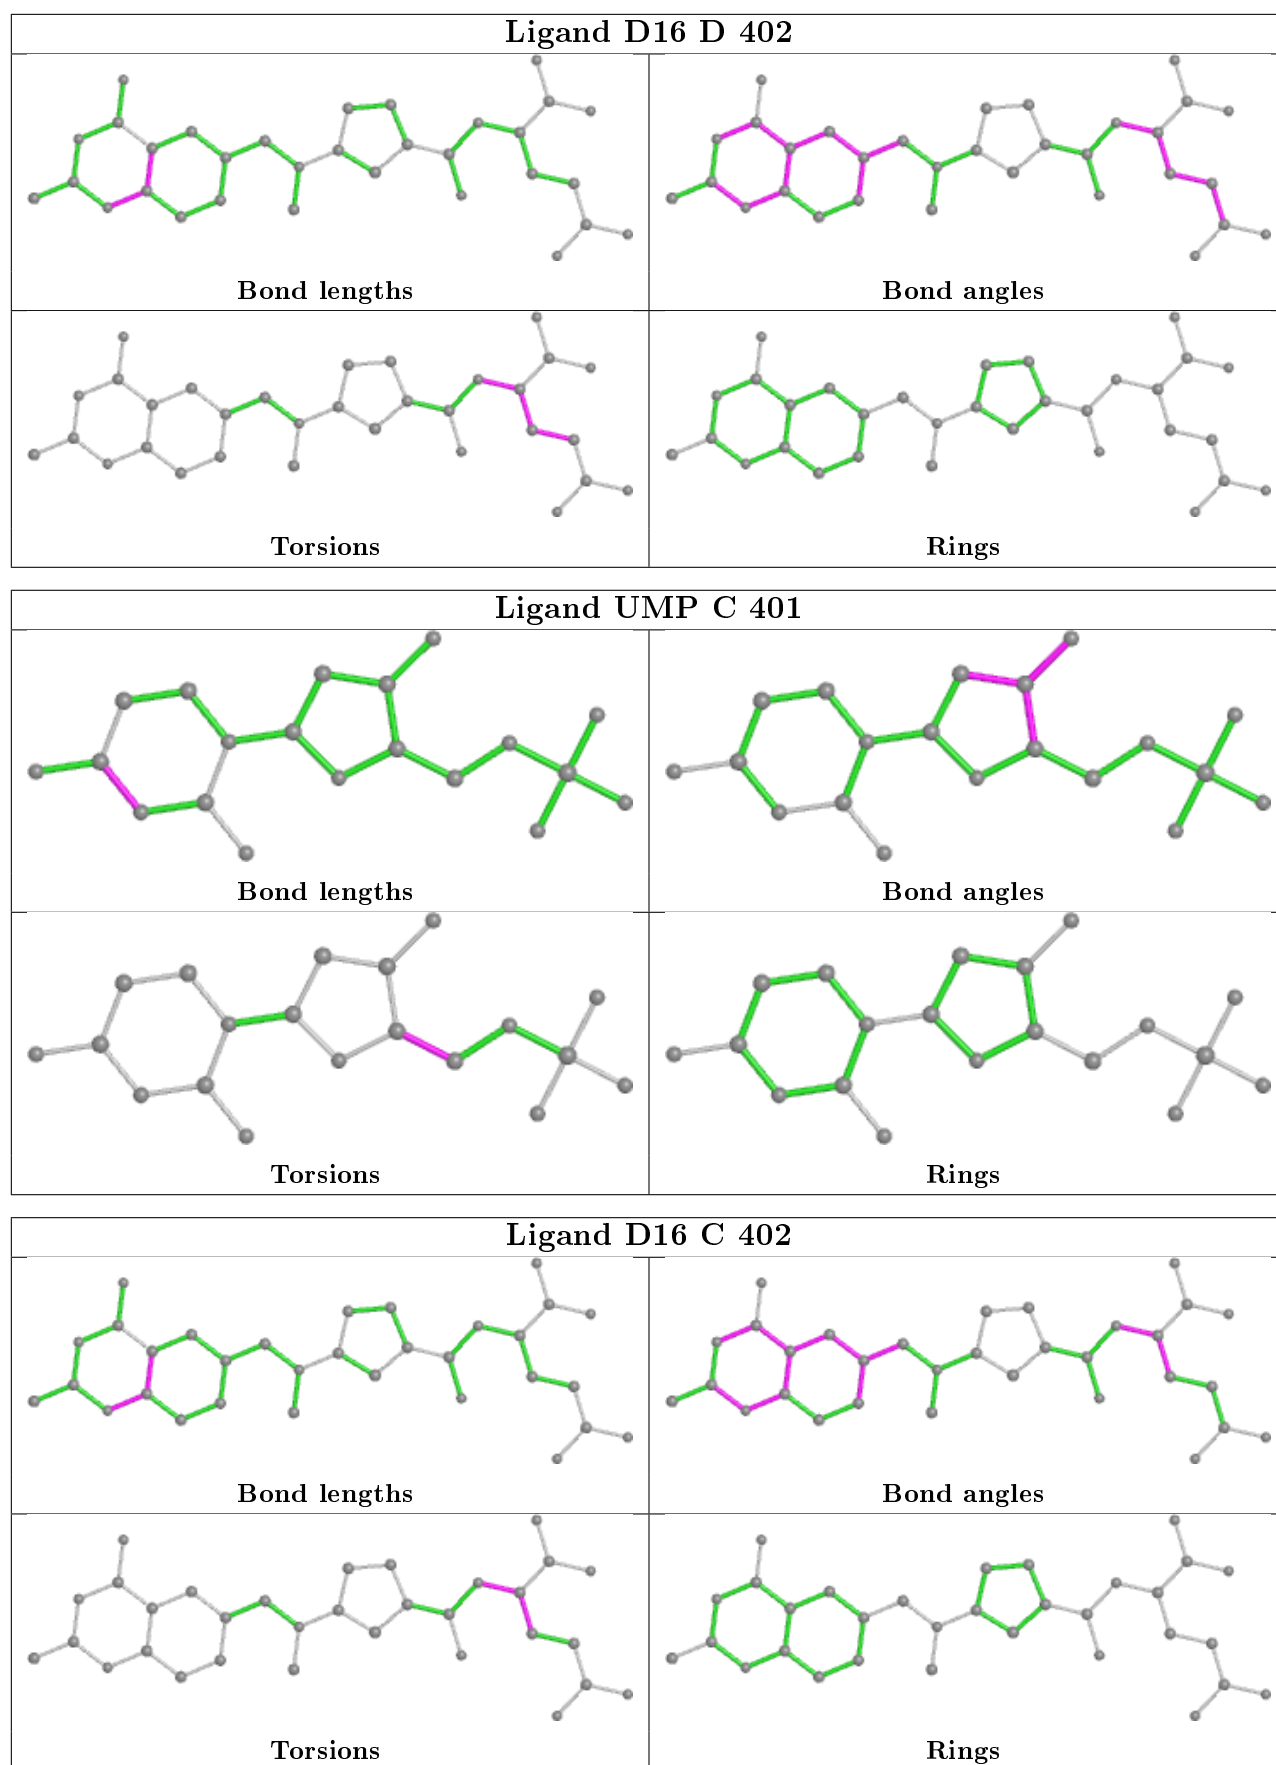 Ligand D16 D 402
Bond lengths
Bond angles
Torsions
Rings
Ligand UMP C 401
Bond lengths
Bond angles
Torsions
Rings
Ligand D16 C 402
Bond lengths
Bond angles
Torsions
Rings